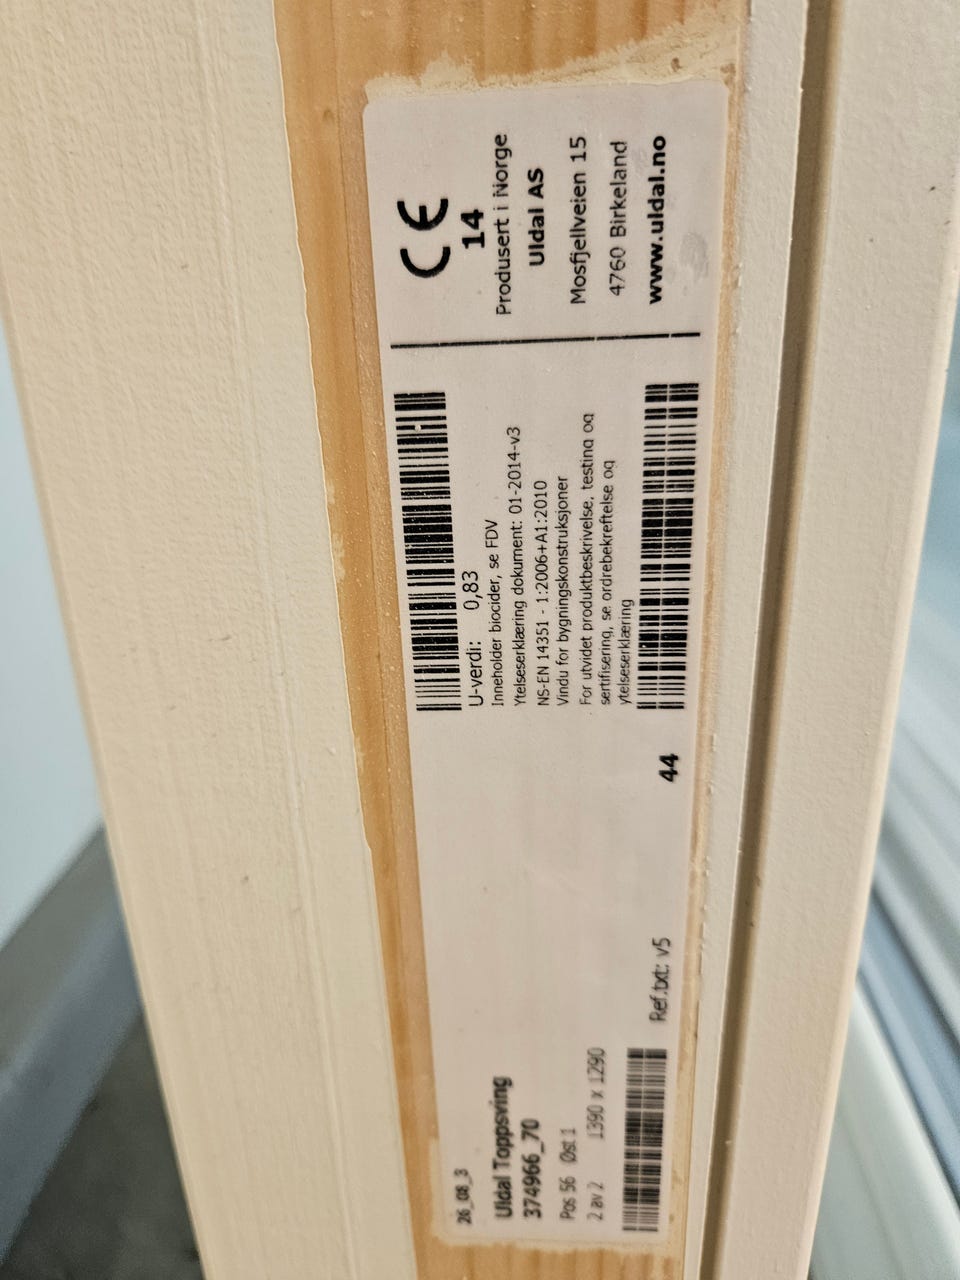 26_08_3
Uldal Toppsving
374966_70
Pos 56 Øst 1
2 av 2 1390 x 1290
Ref.txt: v5
44
U-verdi: 0,83
Inneholder biocider, se FDV
Ytelseserklæring dokument: 01-2014-v3
NS-EN 14351 - 1:2006+A1:2010
Vindu for bygningskonstruksjoner
For utvidet produktbeskrivelse, testing og
sertifisering, se ordrebekreftelse og
ytelseserklæring
CE
14
Produsert i Norge
Uldal AS
Mosfjellveien 15
4760 Birkeland
www.uldal.no